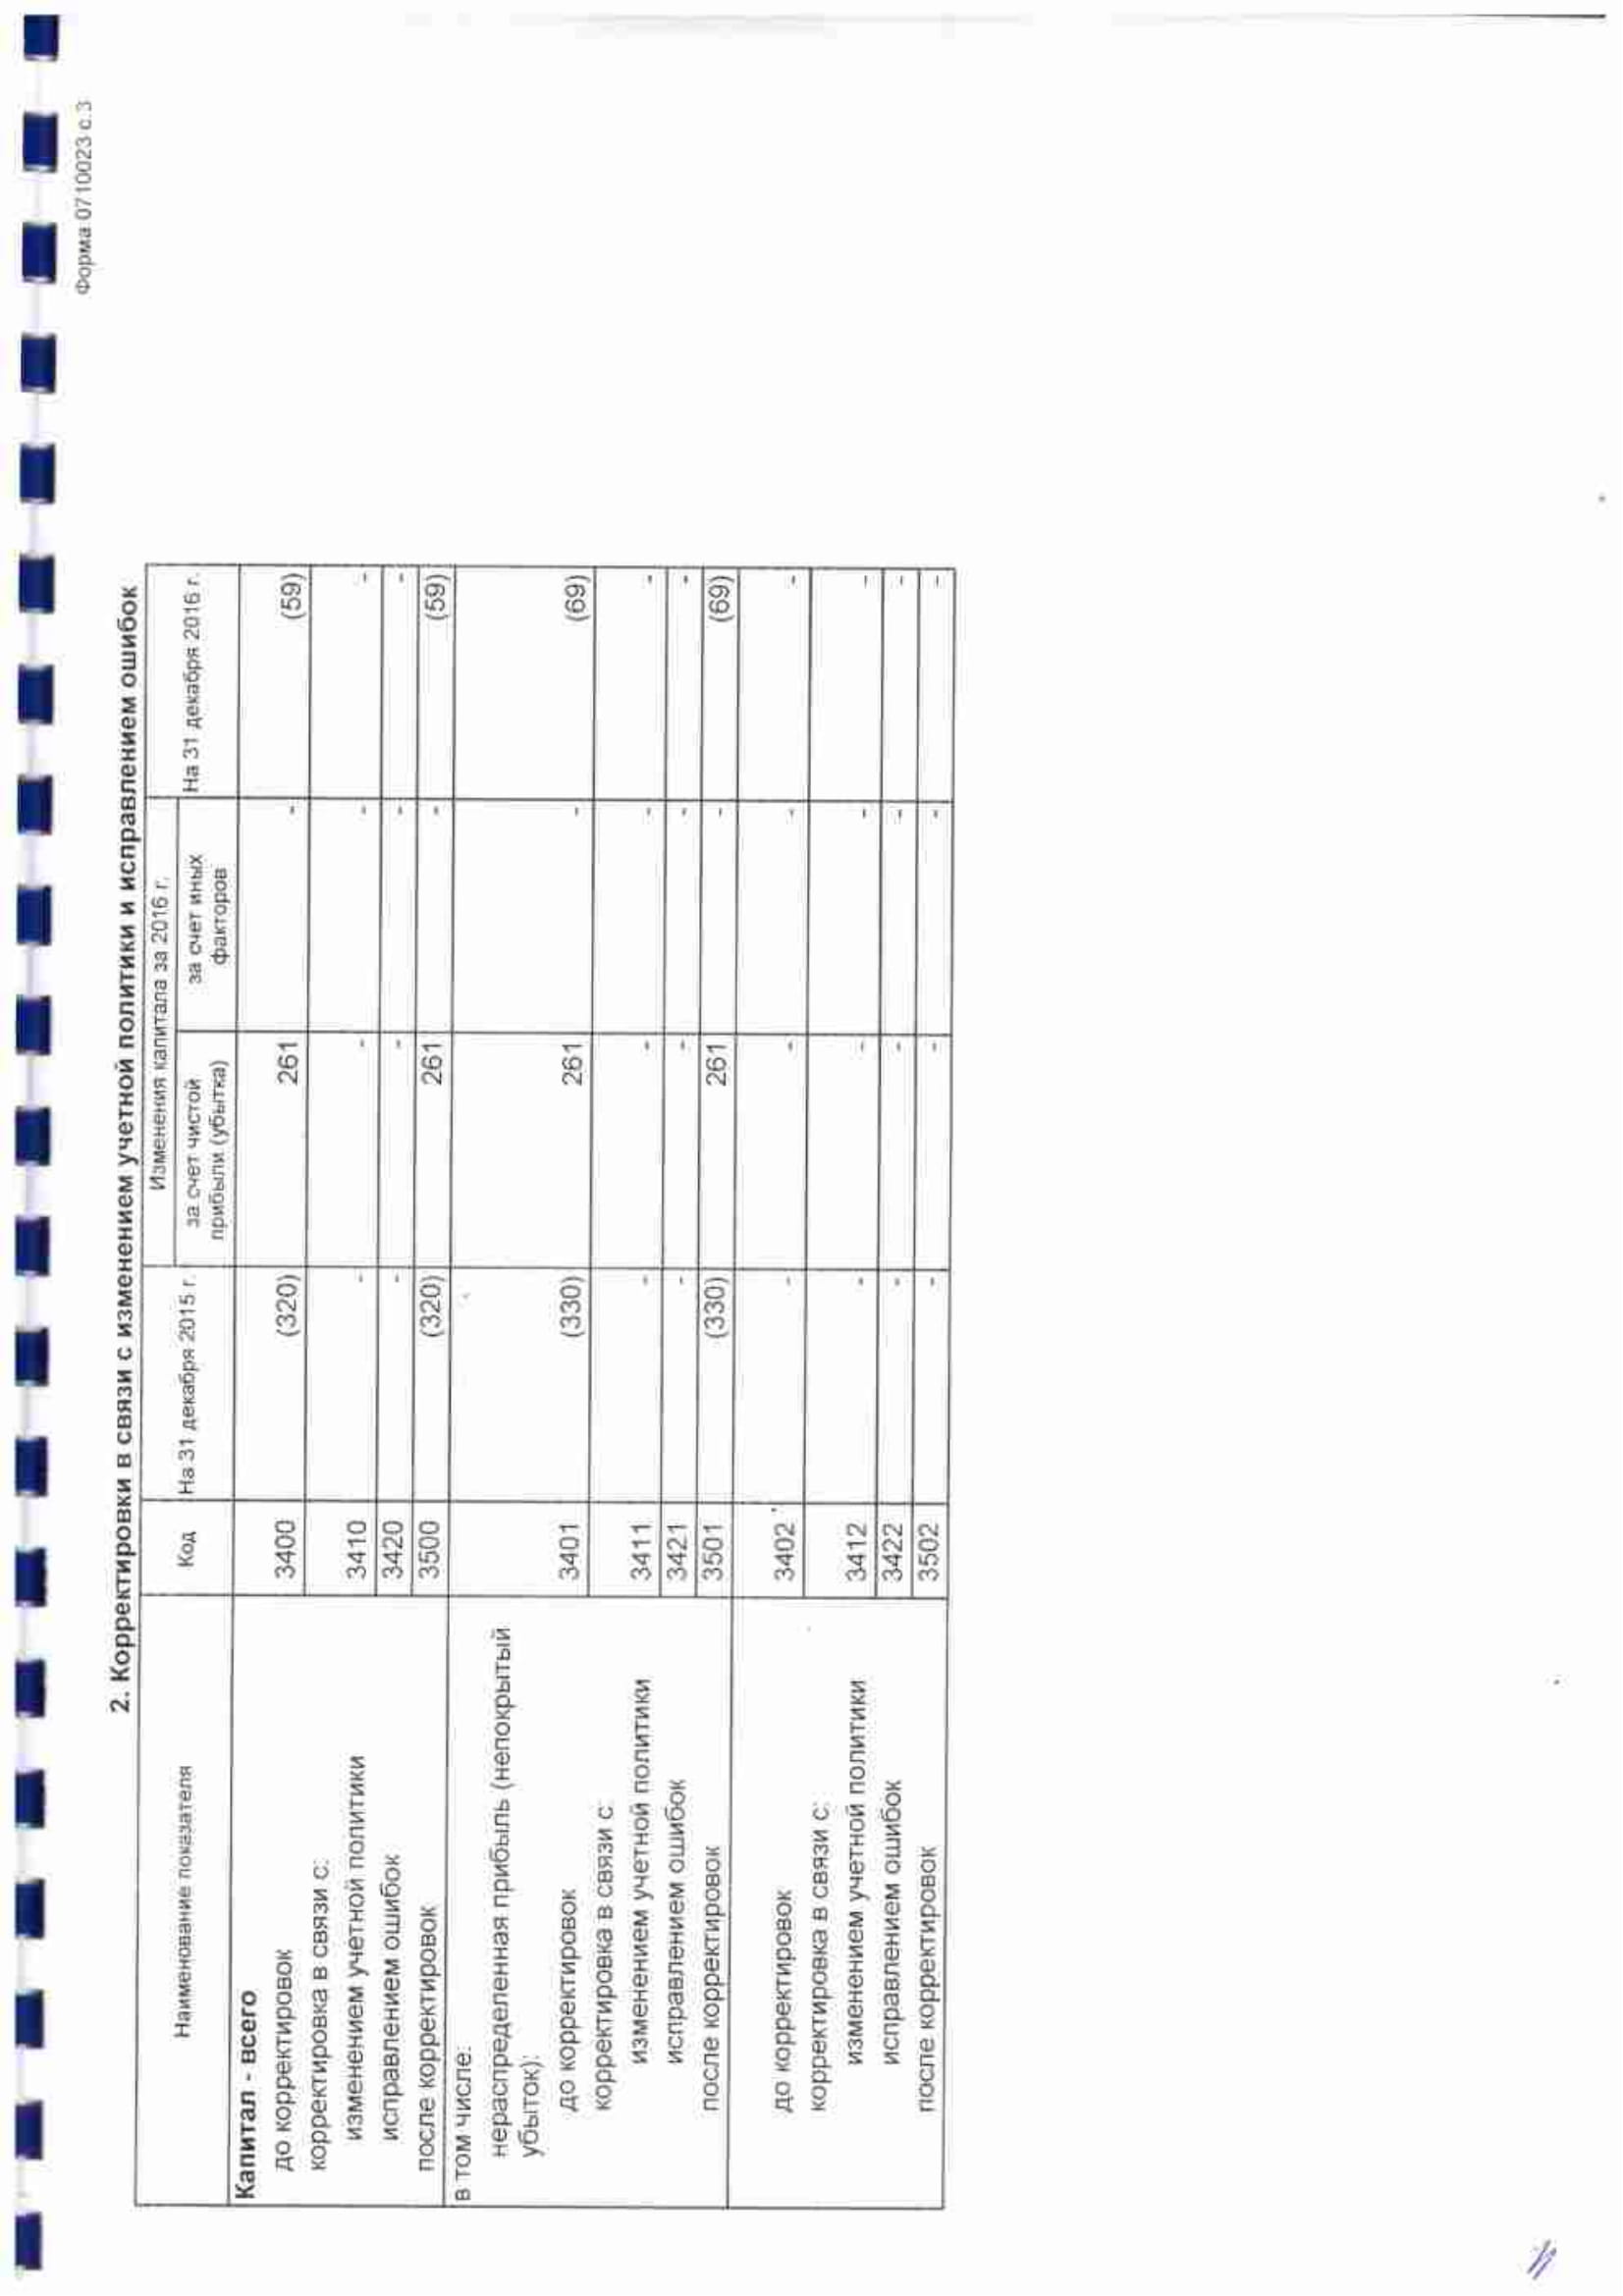 Форма 0710023 с.3
2. Корректировки в связи с изменением учетной политики и исправлением ошибок
Наименование показателя Код На 31 декабря 2015 г. Изменения капитала за 2016 г. На 31 декабря 2016 г.
за счет чистой прибыли (убытка) за счет иных факторов
Капитал - всего
до корректировок 3400 (320) 261 - (59)
корректировка в связи с:
изменением учетной политики 3410 - - - -
исправлением ошибок 3420 - - - -
после корректировок 3500 (320) 261 - (59)
в том числе:
нераспределенная прибыль (непокрытый
убыток):
до корректировок 3401 (330) 261 - (69)
корректировка в связи с:
изменением учетной политики 3411 - - - -
исправлением ошибок 3421 - - - -
после корректировок 3501 (330) 261 - (69)
до корректировок 3402 - - - -
корректировка в связи с:
изменением учетной политики 3412 - - - -
исправлением ошибок 3422 - - - -
после корректировок 3502 - - - -